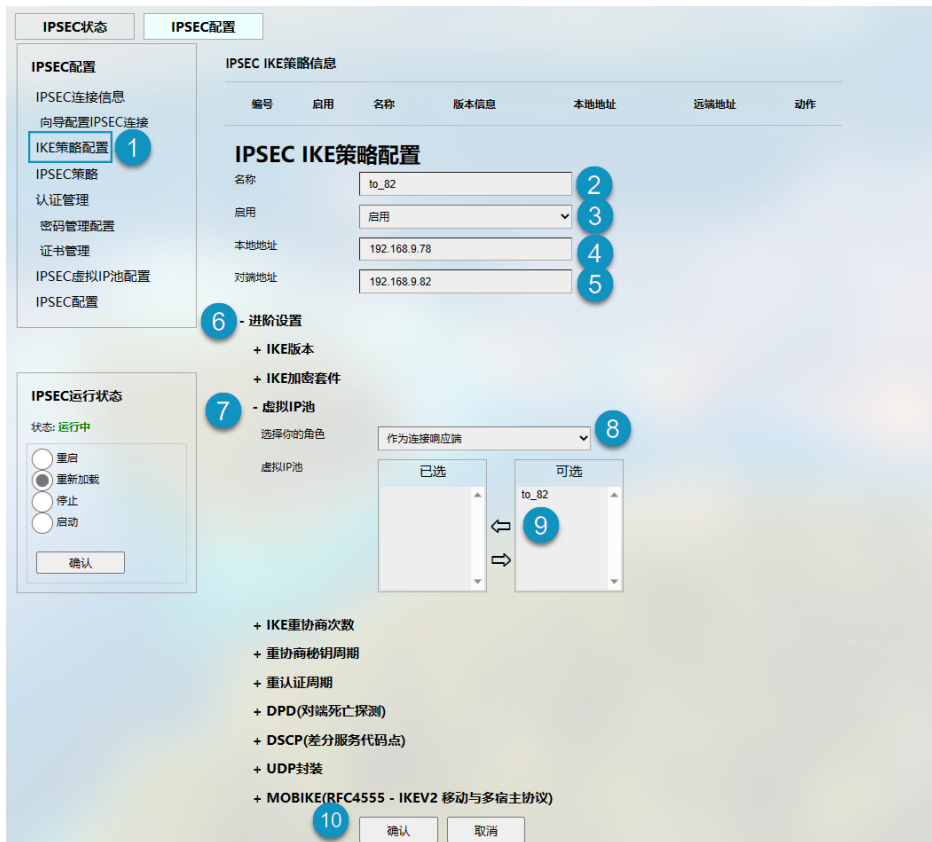 IPSEC状态
IPSEC配置
IPSEC配置
IPSEC连接信息
向导配置IPSEC连接
IKE策略配置 1
IPSEC策略
认证管理
密码管理配置
证书管理
IPSEC虚拟IP池配置
IPSEC配置
IPSEC运行状态
状态: 运行中
重启
重新加载
停止
启动
确认
IPSEC IKE策略信息
编号 启用 名称 版本信息 本地地址 远端地址 动作
IPSEC IKE策略配置
名称 to_82 2
启用 启用 3
本地地址 192.168.9.78 4
对端地址 192.168.9.82 5
6 - 进阶设置
+ IKE版本
+ IKE加密套件
7 - 虚拟IP池
选择你的角色 作为连接响应端 8
虚拟IP池 已选 可选
to_82
9
+ IKE重协商次数
+ 重协商秘钥周期
+ 重认证周期
+ DPD(对端死亡探测)
+ DSCP(差分服务代码点)
+ UDP封装
+ MOBIKE(RFC4555 - IKEV2 移动与多宿主协议)
10 确认 取消